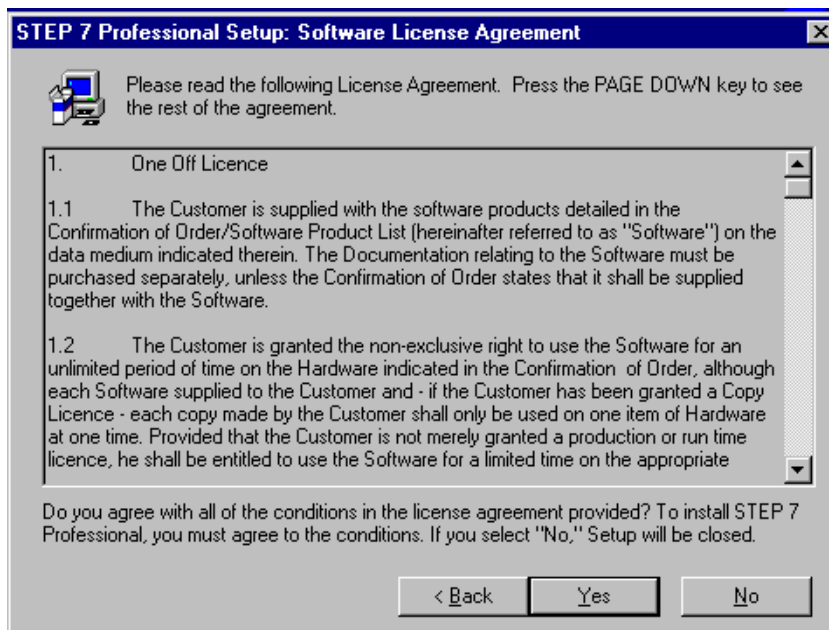 STEP 7 Professional Setup: Software License Agreement
Please read the following License Agreement. Press the PAGE DOWN key to see
the rest of the agreement.
1. One Off Licence
1.1 The Customer is supplied with the software products detailed in the
Confirmation of Order/Software Product List (hereinafter referred to as "Software") on the
data medium indicated therein. The Documentation relating to the Software must be
purchased separately, unless the Confirmation of Order states that it shall be supplied
together with the Software.
1.2 The Customer is granted the non-exclusive right to use the Software for an
unlimited period of time on the Hardware indicated in the Confirmation of Order, although
each Software supplied to the Customer and - if the Customer has been granted a Copy
Licence - each copy made by the Customer shall only be used on one item of Hardware
at one time. Provided that the Customer is not merely granted a production or run time
licence, he shall be entitled to use the Software for a limited time on the appropriate
Do you agree with all of the conditions in the license agreement provided? To install STEP 7
Professional, you must agree to the conditions. If you select "No," Setup will be closed.
< Back Yes No